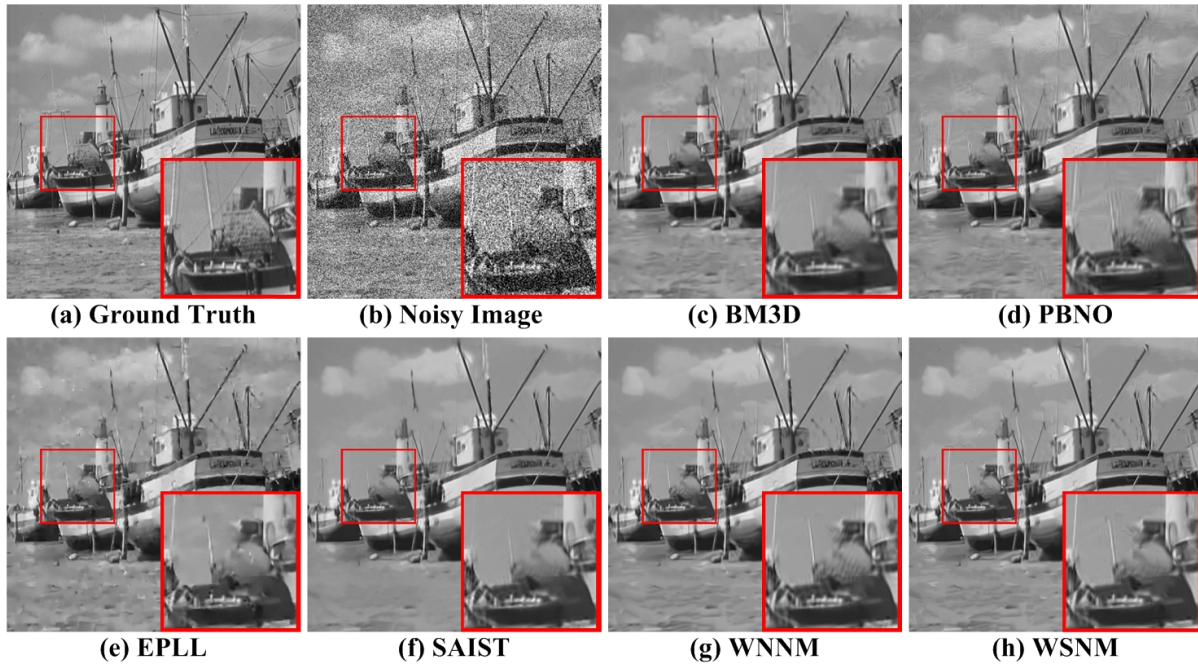 (a) Ground Truth
(b) Noisy Image
(c) BM3D
(d) PBNO
(e) EPLL
(f) SAIST
(g) WNNM
(h) WSNM